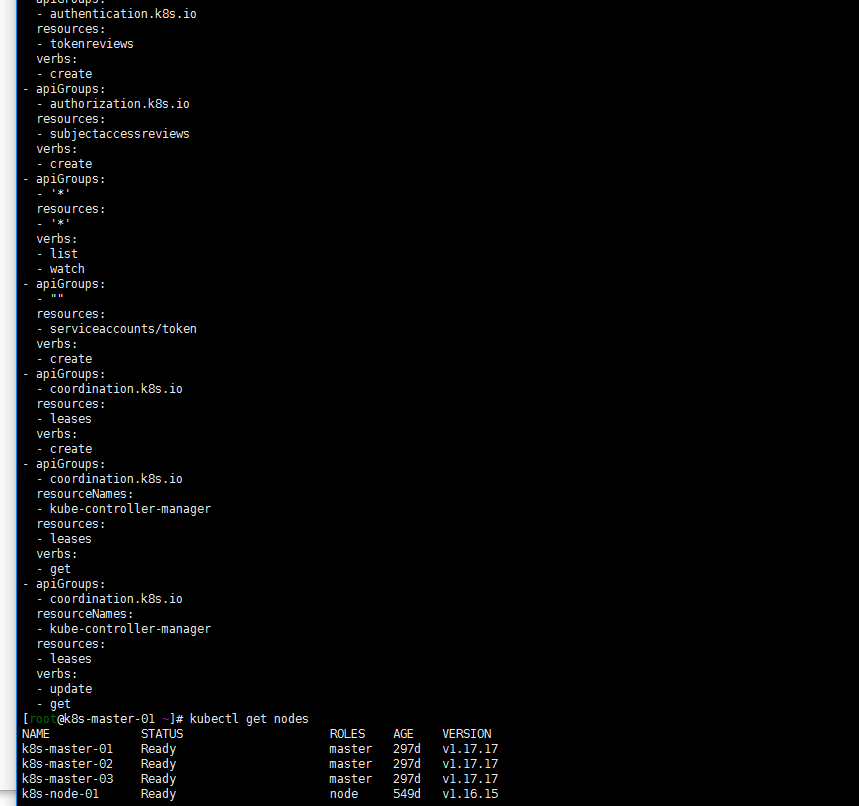 apiGroups:
  - authentication.k8s.io
  resources:
  - tokenreviews
  verbs:
  - create
- apiGroups:
  - authorization.k8s.io
  resources:
  - subjectaccessreviews
  verbs:
  - create
- apiGroups:
  - '*'
  resources:
  - '*'
  verbs:
  - list
  - watch
- apiGroups:
  - ""
  resources:
  - serviceaccounts/token
  verbs:
  - create
- apiGroups:
  - coordination.k8s.io
  resources:
  - leases
  verbs:
  - create
- apiGroups:
  - coordination.k8s.io
  resourceNames:
  - kube-controller-manager
  resources:
  - leases
  verbs:
  - get
- apiGroups:
  - coordination.k8s.io
  resourceNames:
  - kube-controller-manager
  resources:
  - leases
  verbs:
  - update
  - get
[root@k8s-master-01 ~]# kubectl get nodes
NAME             STATUS                     ROLES    AGE    VERSION
k8s-master-01    Ready                      master   297d   v1.17.17
k8s-master-02    Ready                      master   297d   v1.17.17
k8s-master-03    Ready                      master   297d   v1.17.17
k8s-node-01      Ready                      node     549d   v1.16.15